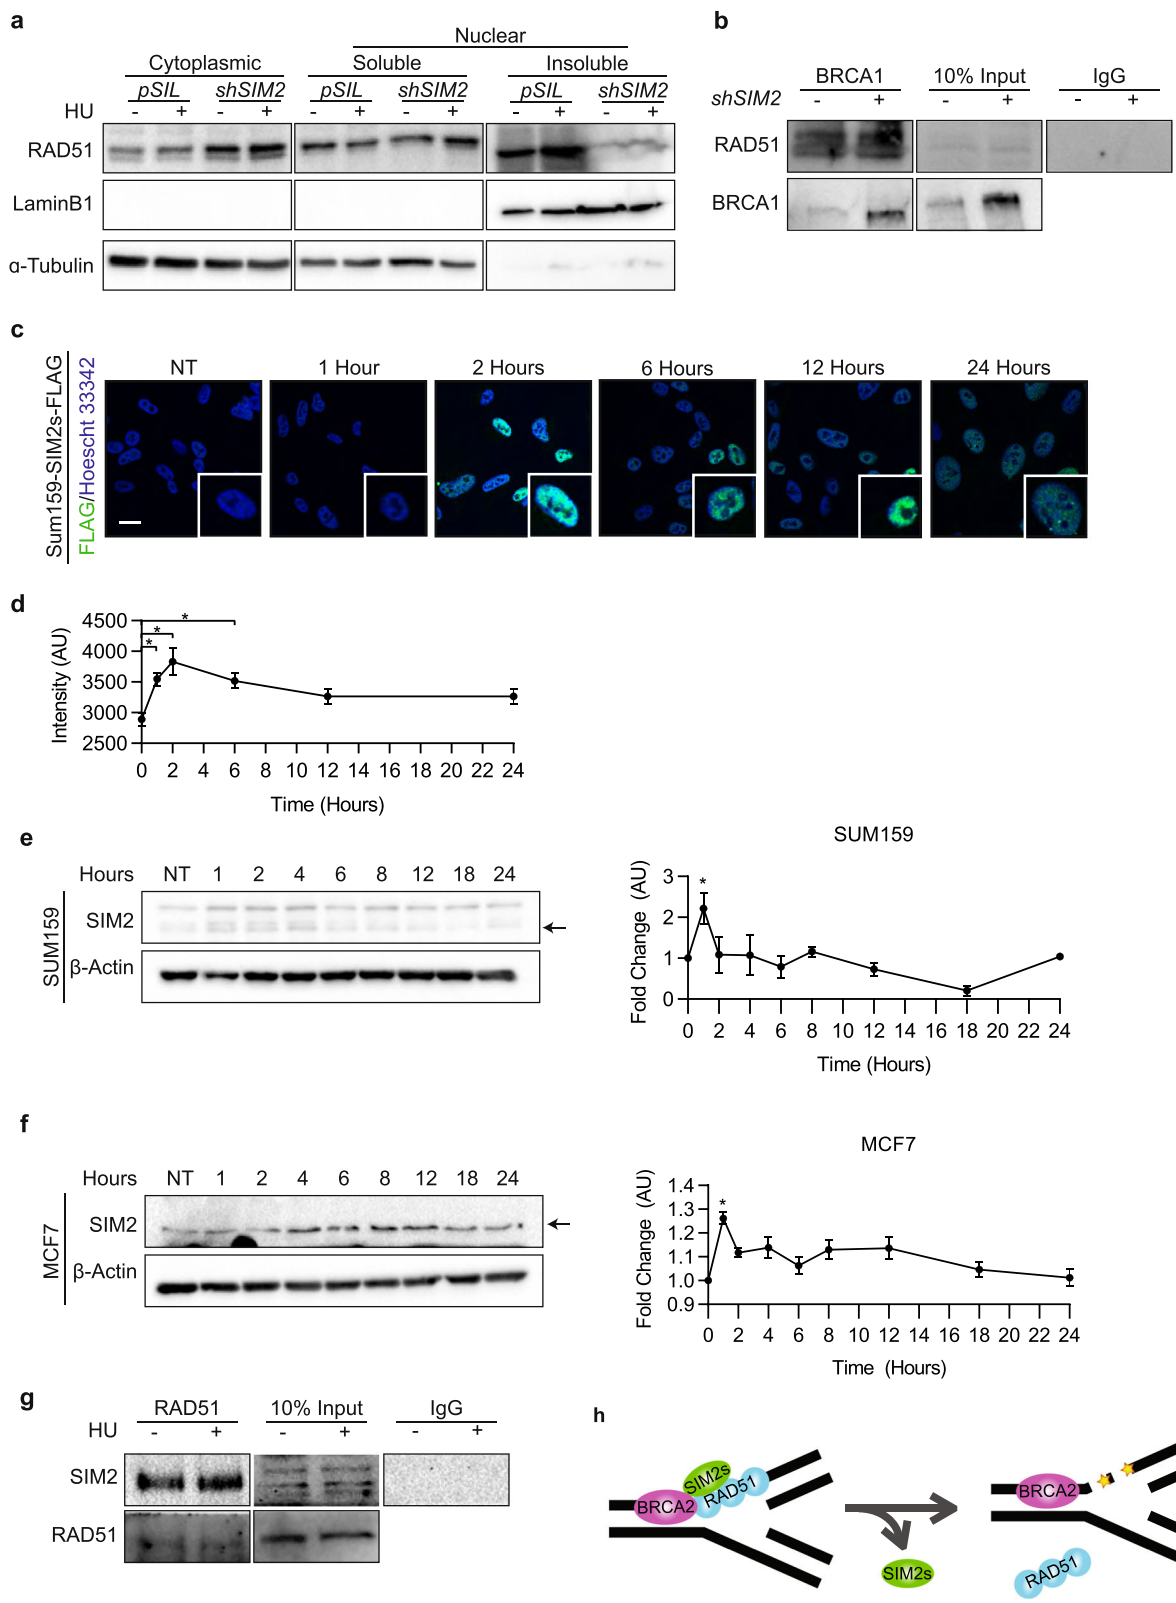 a
Nuclear
Cytoplasmic Soluble Insoluble
pSIL shSIM2 pSIL shSIM2 pSIL shSIM2
HU - + - + - + - + - + - +
RAD51
LaminB1
α-Tubulin
b
BRCA1 10% Input IgG
shSIM2 - + - + - +
RAD51
BRCA1
c
Sum159-SIM2s-FLAG
FLAG/Hoescht 33342
NT 1 Hour 2 Hours 6 Hours 12 Hours 24 Hours
d
Intensity (AU)
4500
4000
3500
3000
2500
* * *
0 2 4 6 8 10 12 14 16 18 20 22 24
Time (Hours)
e
SUM159
Hours NT 1 2 4 6 8 12 18 24
SIM2
β-Actin
SUM159
Fold Change (AU)
3
2
1
0
*
0 2 4 6 8 10 12 14 16 18 20 22 24
Time (Hours)
f
MCF7
Hours NT 1 2 4 6 8 12 18 24
SIM2
β-Actin
MCF7
Fold Change (AU)
1.4
1.3
1.2
1.1
1.0
0.9
*
0 2 4 6 8 10 12 14 16 18 20 22 24
Time (Hours)
g
RAD51 10% Input IgG
HU - + - + - +
SIM2
RAD51
h
SIM2s
BRCA2 RAD51
SIM2s
BRCA2
RAD51